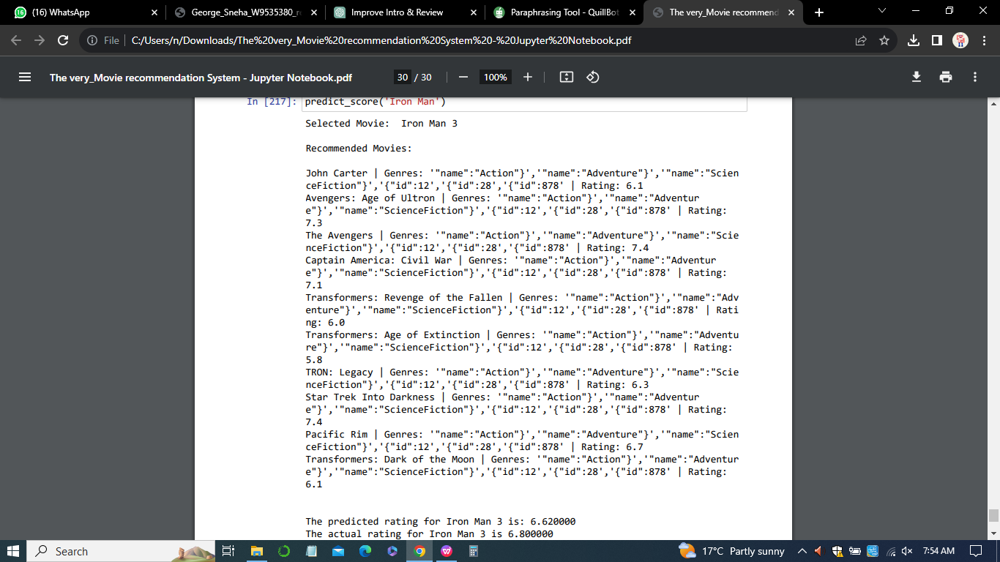 (16) WhatsApp
George_Sneha_W9535380_r
Improve Intro & Review
Paraphrasing Tool - QuillBot
The very_Movie recommend
File
C:/Users/n/Downloads/The%20very_Movie%20recommendation%20System%20-%20Jupyter%20Notebook.pdf
The very_Movie recommendation System - Jupyter Notebook.pdf
30 / 30
100%
In [217]: predict_score('Iron Man')
Selected Movie:  Iron Man 3
Recommended Movies:
John Carter | Genres: '"name":"Action"}','"name":"Adventure"}','"name":"Scien
ceFiction"}','{"id":12','{"id":28','{"id":878' | Rating: 6.1
Avengers: Age of Ultron | Genres: '"name":"Action"}','"name":"Adventur
e"}','"name":"ScienceFiction"}','{"id":12','{"id":28','{"id":878' | Rating:
7.3
The Avengers | Genres: '"name":"Action"}','"name":"Adventure"}','"name":"Scie
nceFiction"}','{"id":12','{"id":28','{"id":878' | Rating: 7.4
Captain America: Civil War | Genres: '"name":"Action"}','"name":"Adventur
e"}','"name":"ScienceFiction"}','{"id":12','{"id":28','{"id":878' | Rating:
7.1
Transformers: Revenge of the Fallen | Genres: '"name":"Action"}','"name":"Adv
enture"}','"name":"ScienceFiction"}','{"id":12','{"id":28','{"id":878' | Rati
ng: 6.0
Transformers: Age of Extinction | Genres: '"name":"Action"}','"name":"Adventu
re"}','"name":"ScienceFiction"}','{"id":12','{"id":28','{"id":878' | Rating:
5.8
TRON: Legacy | Genres: '"name":"Action"}','"name":"Adventure"}','"name":"Scie
nceFiction"}','{"id":12','{"id":28','{"id":878' | Rating: 6.3
Star Trek Into Darkness | Genres: '"name":"Action"}','"name":"Adventur
e"}','"name":"ScienceFiction"}','{"id":12','{"id":28','{"id":878' | Rating:
7.4
Pacific Rim | Genres: '"name":"Action"}','"name":"Adventure"}','"name":"Scien
ceFiction"}','{"id":12','{"id":28','{"id":878' | Rating: 6.7
Transformers: Dark of the Moon | Genres: '"name":"Action"}','"name":"Adventur
e"}','"name":"ScienceFiction"}','{"id":12','{"id":28','{"id":878' | Rating:
6.1
The predicted rating for Iron Man 3 is: 6.620000
The actual rating for Iron Man 3 is 6.800000
Search
17°C Partly sunny
7:54 AM